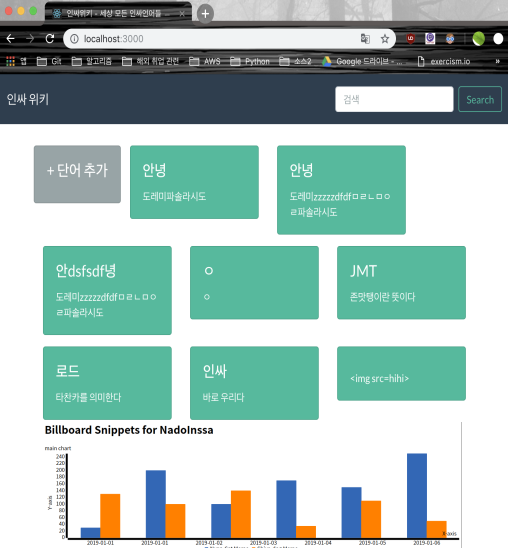 인싸위키 - 세상 모든 인싸인어들
localhost:3000
앱 Git 알고리즘 해외 취업 관련 AWS Python 소스2 Google 드라이브 - ... exercism.io »
인싸 위키 검색 Search
+ 단어 추가
안녕
도레미파솔라시도
안녕
도레미zzzzzdfdfㅁㄹㄴㅁㅇ
ㄹ파솔라시도
안dsfsdf녕
도레미zzzzzdfdfㅁㄹㄴㅁㅇ
ㄹ파솔라시도
ㅇ
ㅇ
JMT
존맛탱이란 뜻이다
로드
타찬카를 의미한다
인싸
바로 우리다
<img src=hihi>
Billboard Snippets for NadoInssa
main chart
Y-axis
240
220
200
180
160
140
120
100
80
60
40
20
0
X-axis
2019-01-01 2019-01-01 2019-01-02 2019-01-03 2019-01-04 2019-01-05 2019-01-06